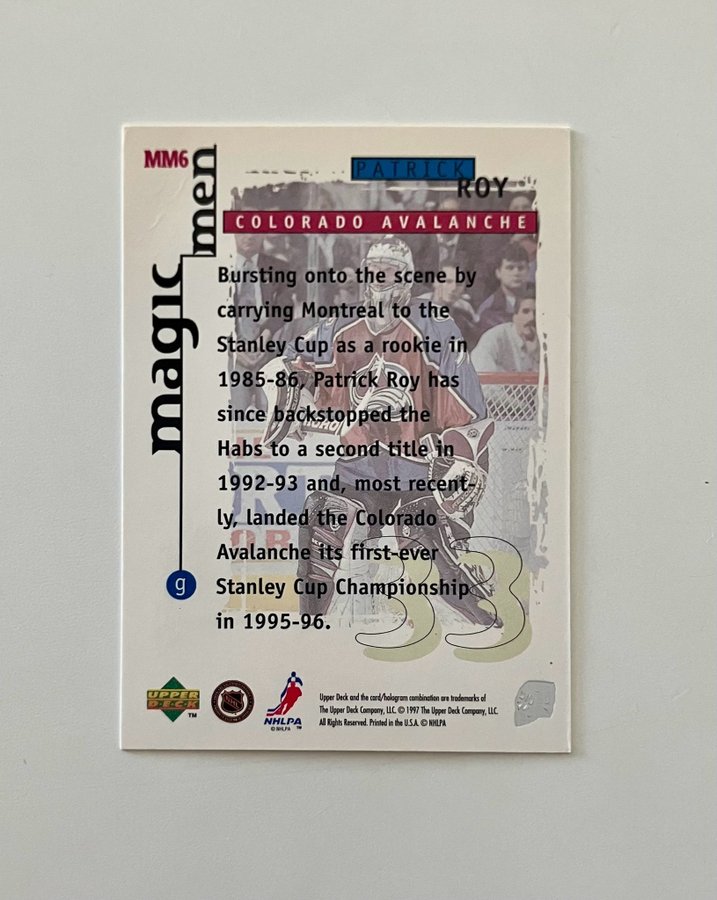 MM6
magic men
PATRICK
ROY
COLORADO AVALANCHE
Bursting onto the scene by
carrying Montreal to the
Stanley Cup as a rookie in
1985-86, Patrick Roy has
since backstopped the
Habs to a second title in
1992-93 and, most recent-
ly, landed the Colorado
Avalanche its first-ever
Stanley Cup Championship
in 1995-96.
33
g
UPPER
DECK
TM
NHLPA
TM
© NHLPA
Upper Deck and the card/hologram combination are trademarks of
The Upper Deck Company, LLC. © 1997 The Upper Deck Company, LLC.
All Rights Reserved. Printed in the U.S.A. © NHLPA